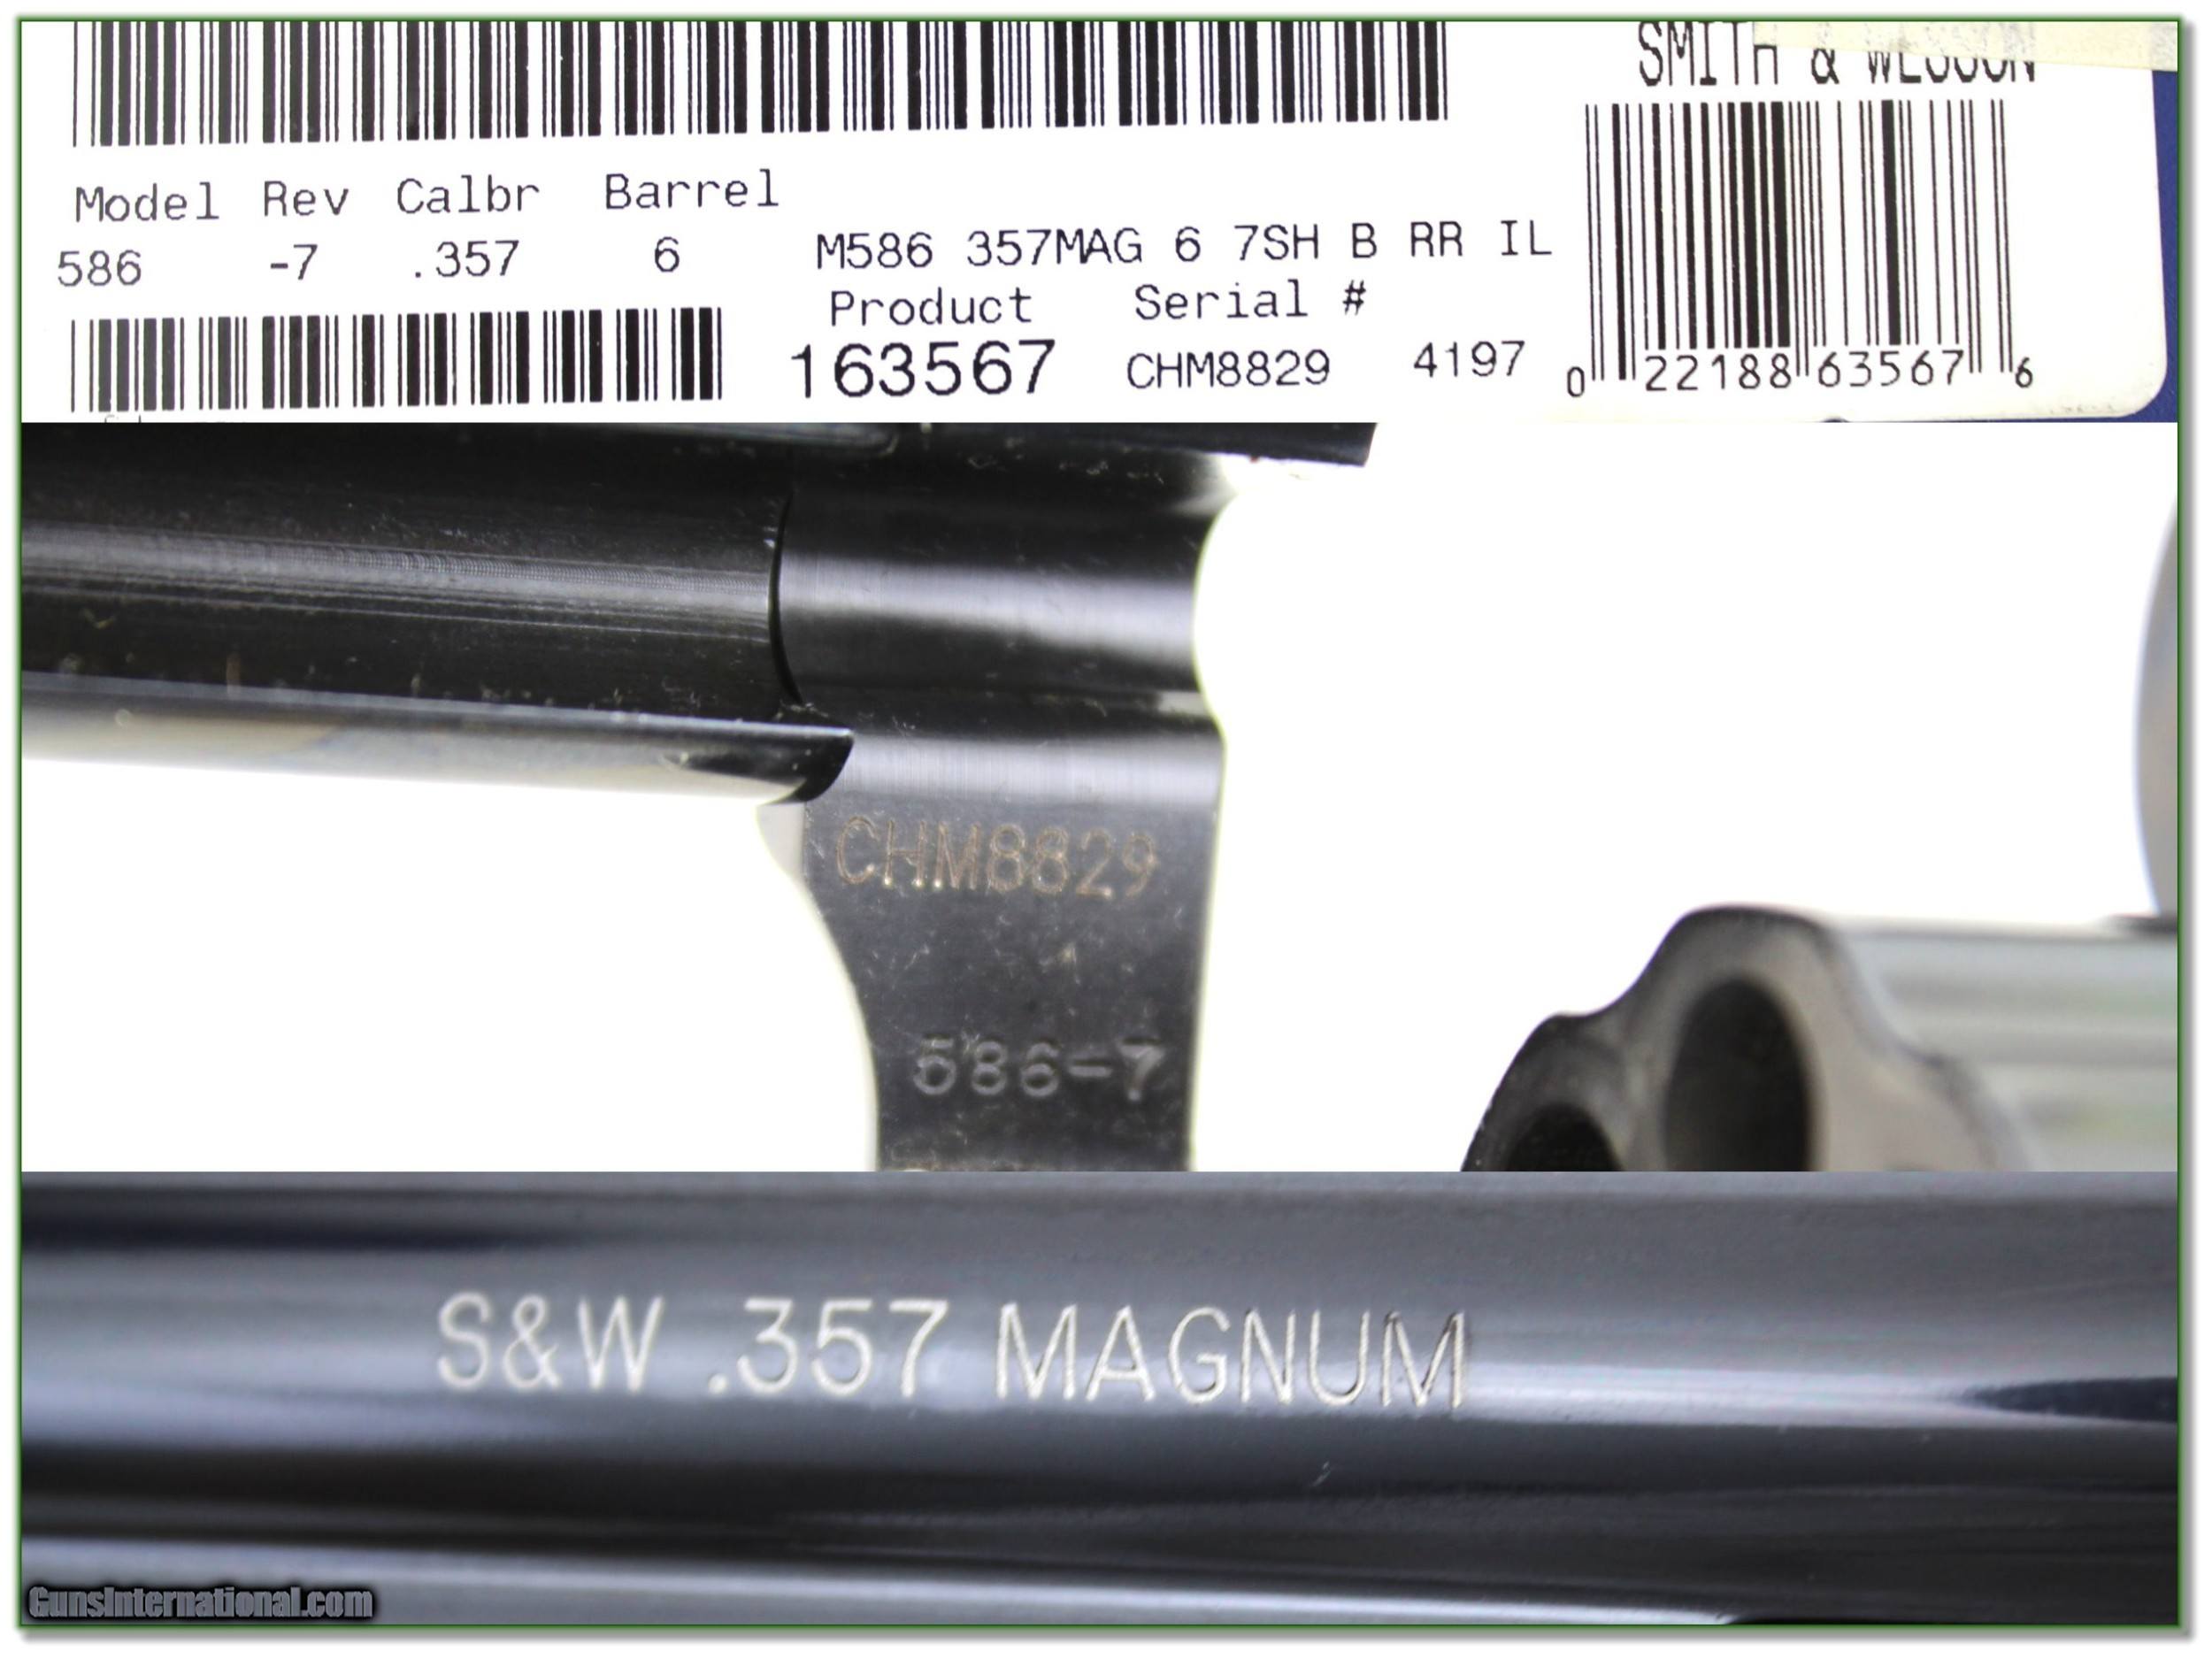 SMITH & WESSON
Model Rev Calbr Barrel
586 -7 .357 6
M586 357MAG 6 7SH B RR IL
Product Serial #
163567 CHM8829 4197
0 22188 63567 6
CHM8829
586-7
S&W .357 MAGNUM
GunsInternational.com